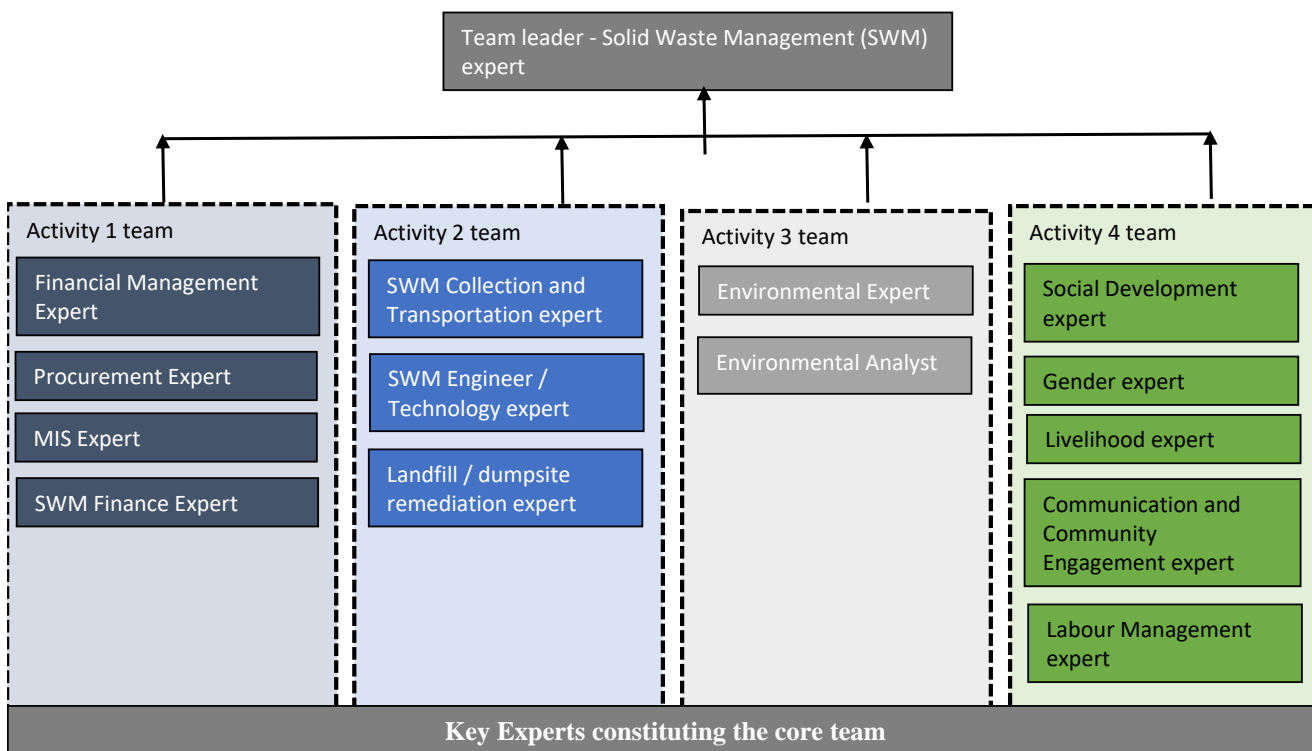 Team leader - Solid Waste Management (SWM)
expert
Activity 1 team
Financial Management
Expert
Procurement Expert
MIS Expert
SWM Finance Expert
Activity 2 team
SWM Collection and
Transportation expert
SWM Engineer /
Technology expert
Landfill / dumpsite
remediation expert
Activity 3 team
Environmental Expert
Environmental Analyst
Activity 4 team
Social Development
expert
Gender expert
Livelihood expert
Communication and
Community
Engagement expert
Labour Management
expert
Key Experts constituting the core team